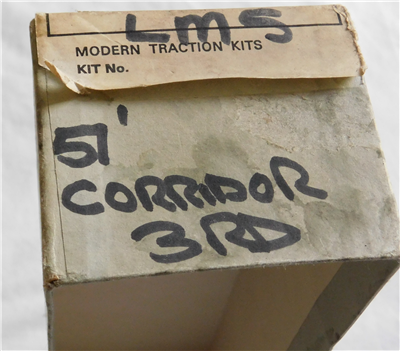 LMS
MODERN TRACTION KITS
KIT No.
51'
CORRIDOR
3RD